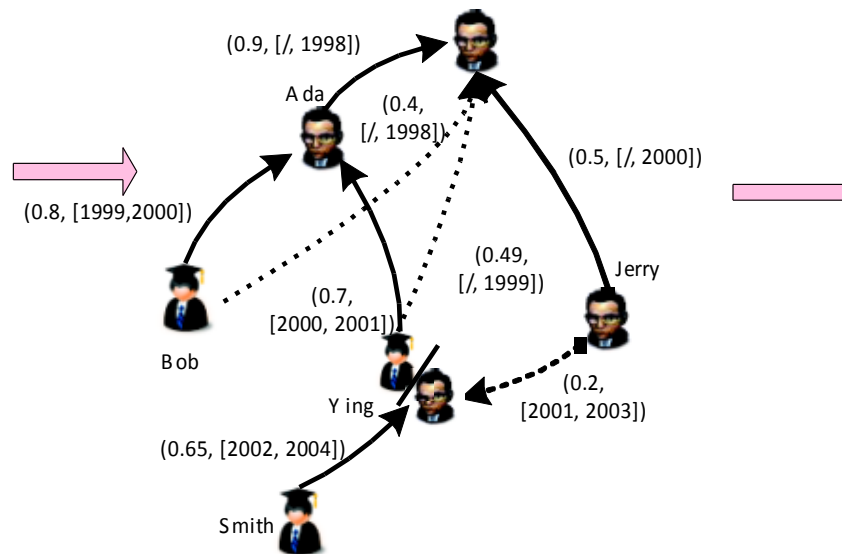 (0.9, [/, 1998])
Ada
(0.4,
[/, 1998])
(0.5, [/, 2000])
(0.8, [1999,2000])
(0.49,
[/, 1999])
Jerry
(0.7,
[2000, 2001])
Bob
Ying
(0.2,
[2001, 2003])
(0.65, [2002, 2004])
Smith